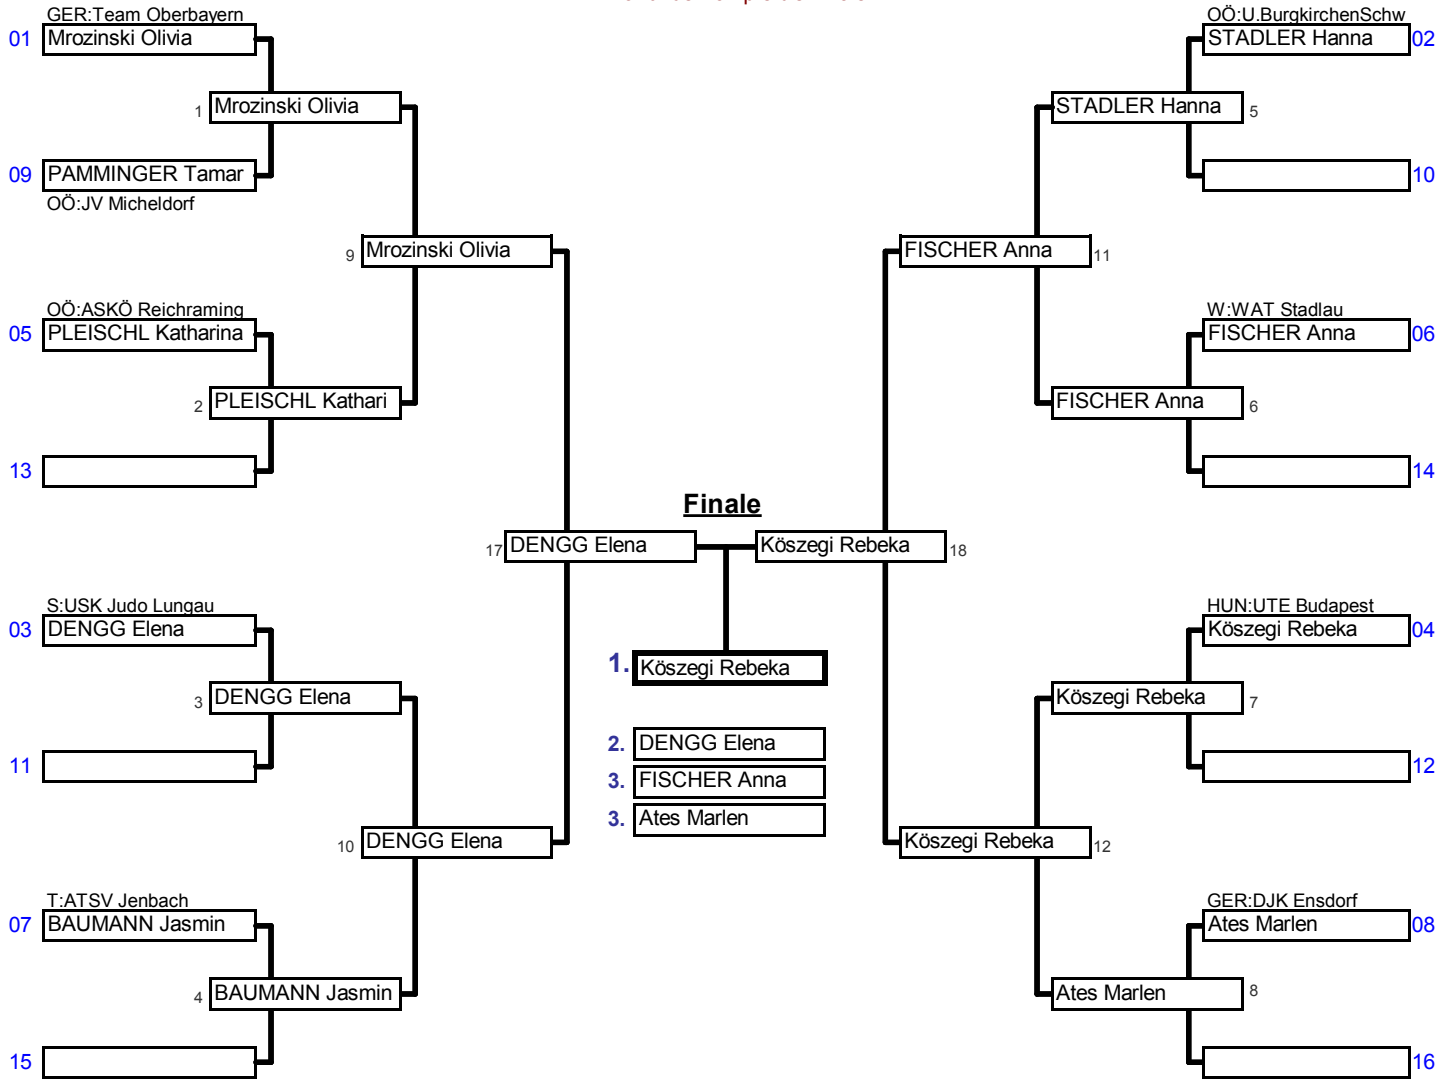 GER:Team Oberbayern
01 Mrozinski Olivia
1 Mrozinski Olivia
09 PAMMINGER Tamar
OÖ:JV Micheldorf
9 Mrozinski Olivia
OÖ:ASKÖ Reichraming
05 PLEISCHL Katharina
2 PLEISCHL Kathari
13
17 DENGG Elena
S:USK Judo Lungau
03 DENGG Elena
3 DENGG Elena
11
10 DENGG Elena
T:ATSV Jenbach
07 BAUMANN Jasmin
4 BAUMANN Jasmin
15
Finale
1. Köszegi Rebeka
2. DENGG Elena
3. FISCHER Anna
3. Ates Marlen
OÖ:U.BurgkirchenSchw
STADLER Hanna 02
STADLER Hanna 5
10
FISCHER Anna 11
W:WAT Stadlau
FISCHER Anna 06
FISCHER Anna 6
14
Köszegi Rebeka 18
HUN:UTE Budapest
Köszegi Rebeka 04
Köszegi Rebeka 7
12
Köszegi Rebeka 12
GER:DJK Ensdorf
Ates Marlen 08
Ates Marlen 8
16